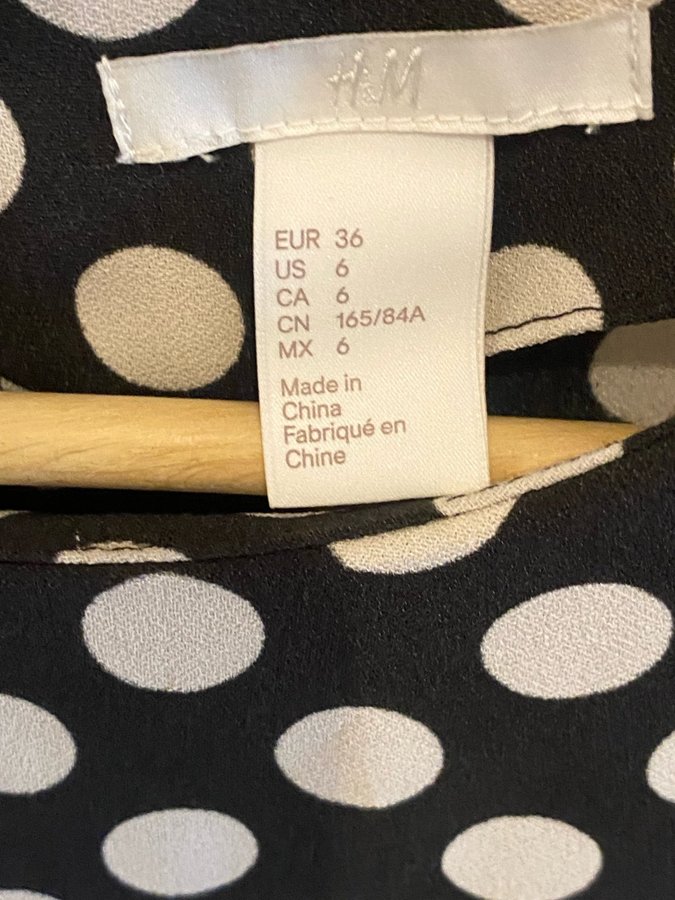 H&M
EUR 36
US 6
CA 6
CN 165/84A
MX 6
Made in
China
Fabriqué en
Chine